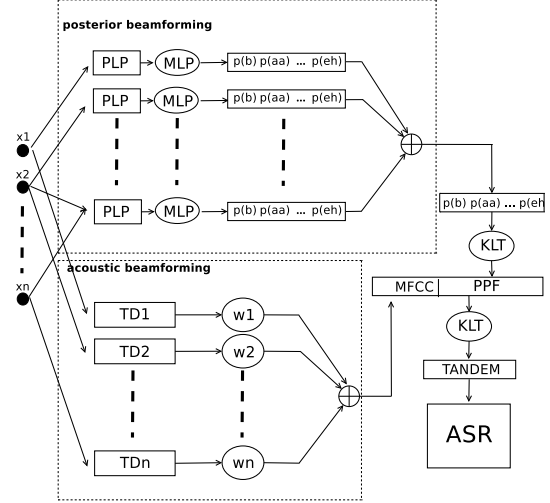 posterior beamforming
PLP MLP p(b) p(aa) ... p(eh)
PLP MLP p(b) p(aa) ... p(eh)
x1
x2
PLP MLP p(b) p(aa) ... p(eh)
p(b) p(aa) ... p(eh
KLT
acoustic beamforming
xn
MFCC PPF
TD1 w1
KLT
TD2 w2
TANDEM
ASR
TDn wn